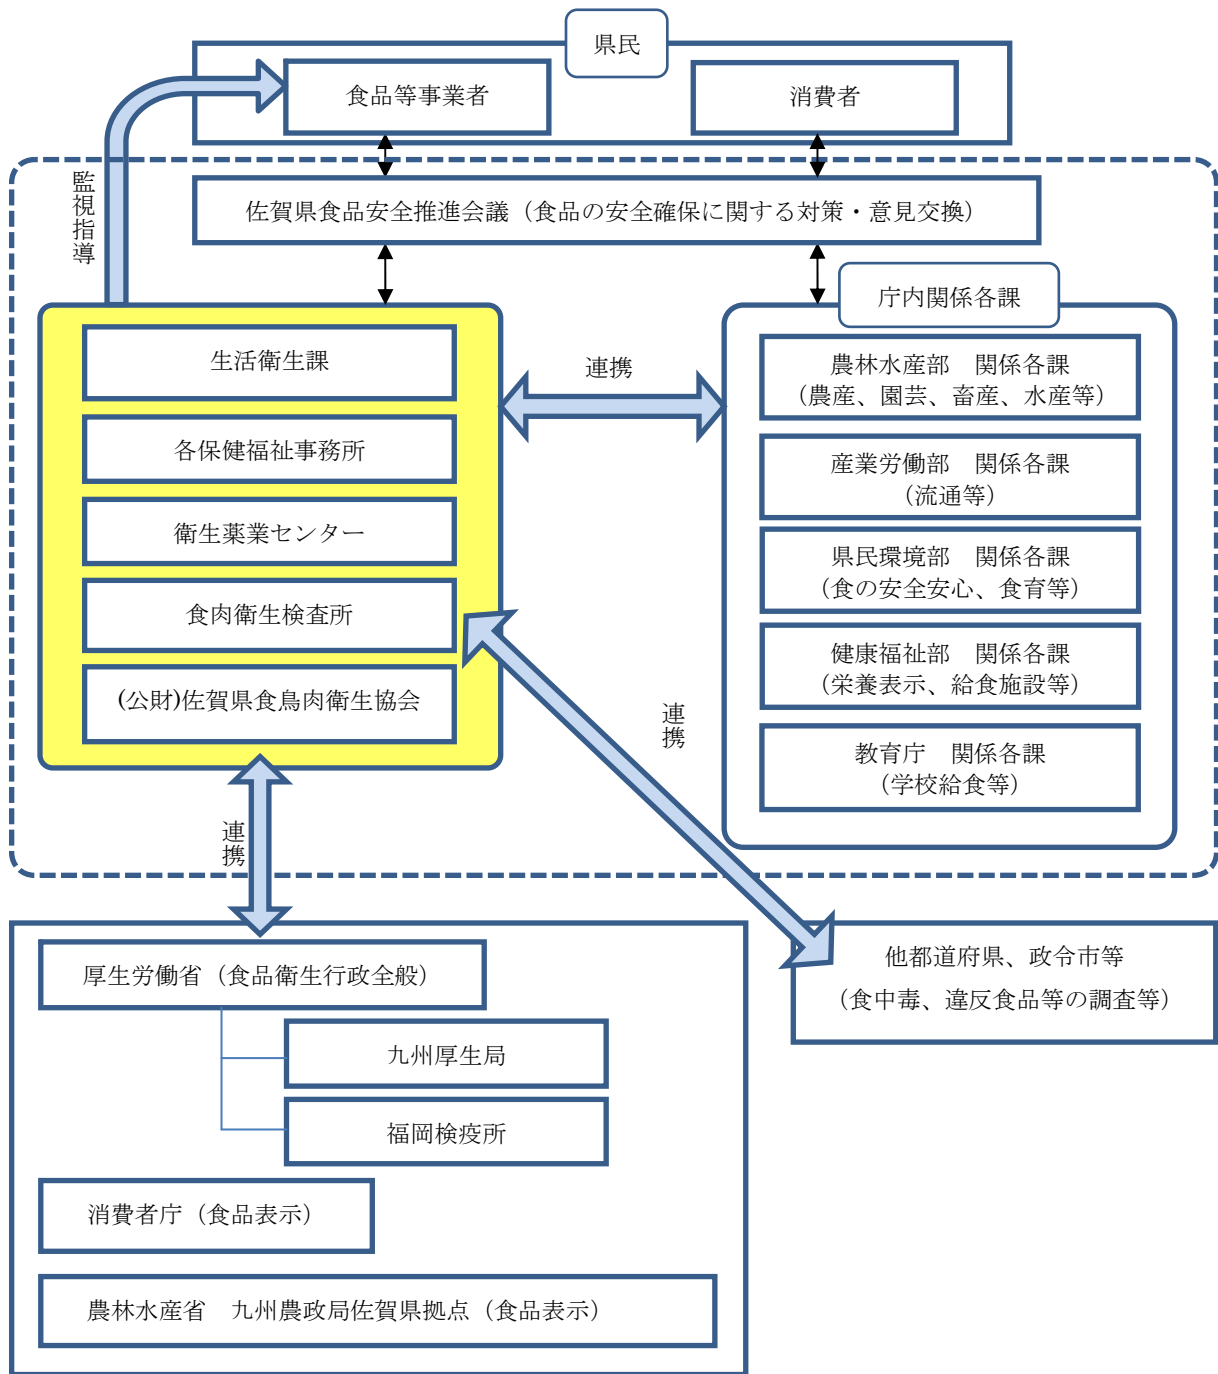 県民
食品等事業者
消費者
監視指導
佐賀県食品安全推進会議（食品の安全確保に関する対策・意見交換）
庁内関係各課
生活衛生課
各保健福祉事務所
衛生薬業センター
食肉衛生検査所
(公財)佐賀県食鳥肉衛生協会
連携
農林水産部　関係各課
（農産、園芸、畜産、水産等）
産業労働部　関係各課
（流通等）
県民環境部　関係各課
（食の安全安心、食育等）
健康福祉部　関係各課
（栄養表示、給食施設等）
教育庁　関係各課
（学校給食等）
連携
連携
厚生労働省（食品衛生行政全般）
九州厚生局
福岡検疫所
消費者庁（食品表示）
農林水産省　九州農政局佐賀県拠点（食品表示）
他都道府県、政令市等
（食中毒、違反食品等の調査等）